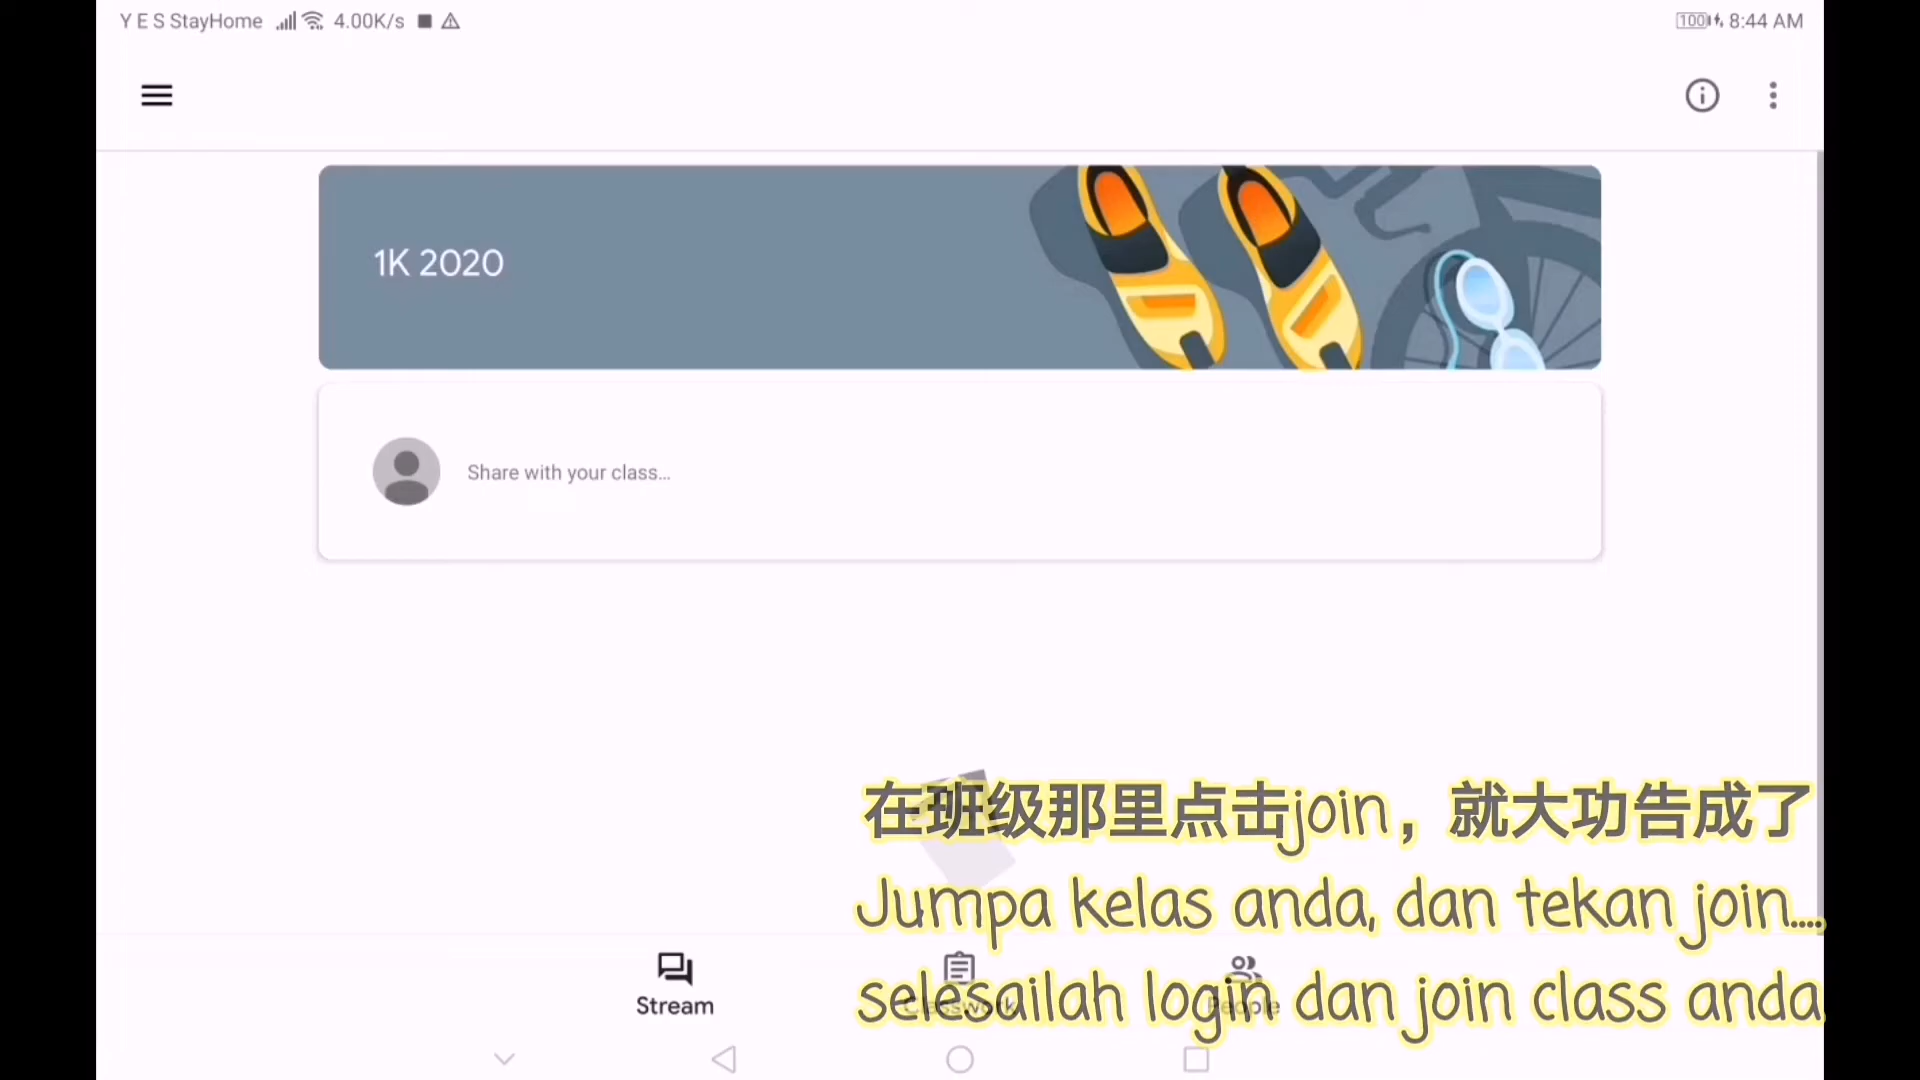 Y E S StayHome 4.00K/s 100 8:44 AM
1K 2020
Share with your class...
在班级那里点击join，就大功告成了
Jumpa kelas anda, dan tekan join....
selesailah login dan join class anda
Stream Classwork People